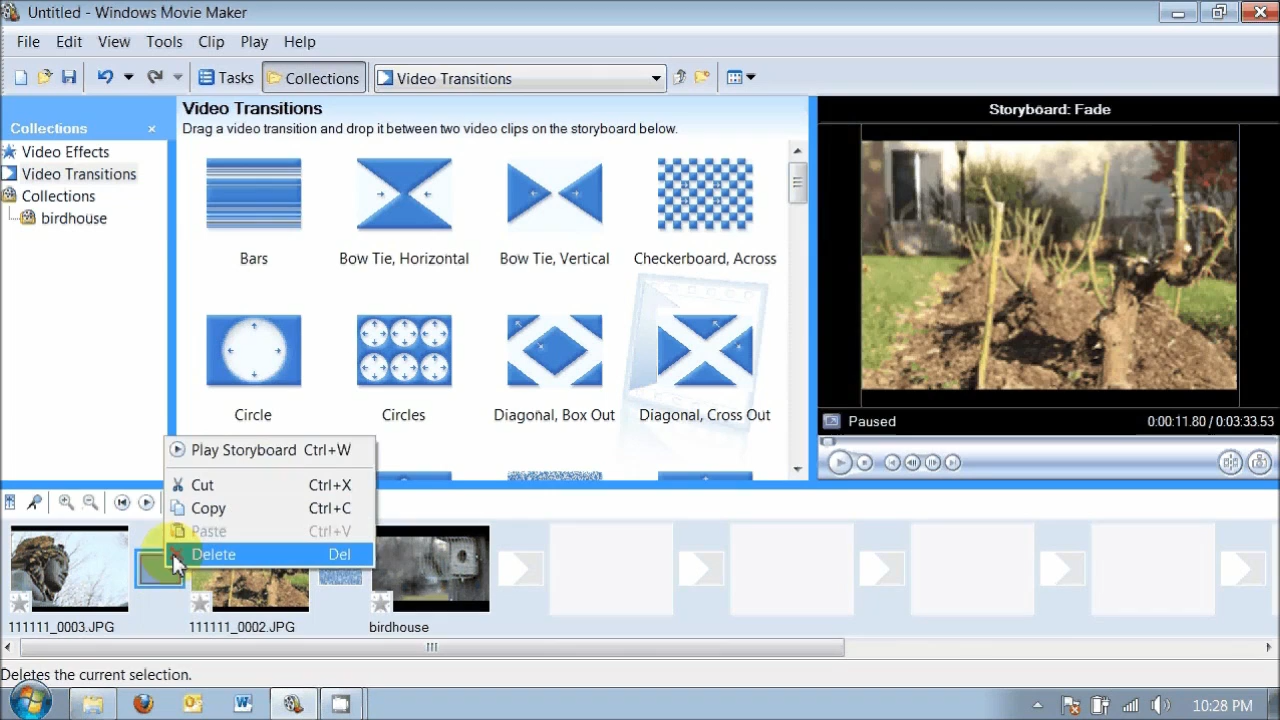 Untitled - Windows Movie Maker
File Edit View Tools Clip Play Help
Tasks Collections Video Transitions
Collections ×
Video Effects
Video Transitions
Collections
birdhouse
Video Transitions
Drag a video transition and drop it between two video clips on the storyboard below.
Bars Bow Tie, Horizontal Bow Tie, Vertical Checkerboard, Across
Circle Circles Diagonal, Box Out Diagonal, Cross Out
Storyboard: Fade
Paused 0:00:11.80 / 0:03:33.53
Play Storyboard Ctrl+W
Cut Ctrl+X
Copy Ctrl+C
Paste Ctrl+V
Delete Del
111111_0003.JPG 111111_0002.JPG birdhouse
Deletes the current selection.
10:28 PM